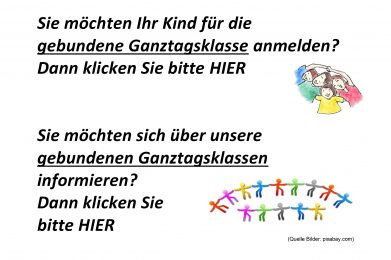 Sie möchten Ihr Kind für die
gebundene Ganztagsklasse anmelden?
Dann klicken Sie bitte HIER
Sie möchten sich über unsere
gebundenen Ganztagsklassen
informieren?
Dann klicken Sie
bitte HIER
(Quelle Bilder: pixabay.com)